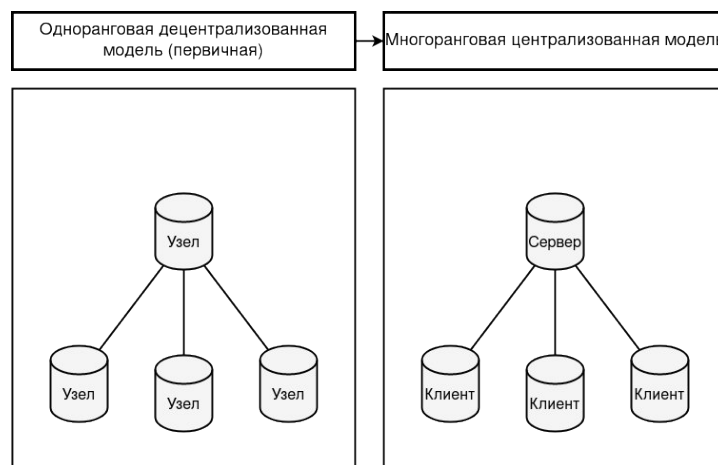 Одноранговая децентрализованная
модель (первичная)
Многоранговая централизованная модель
Узел
Узел
Узел
Узел
Сервер
Клиент
Клиент
Клиент